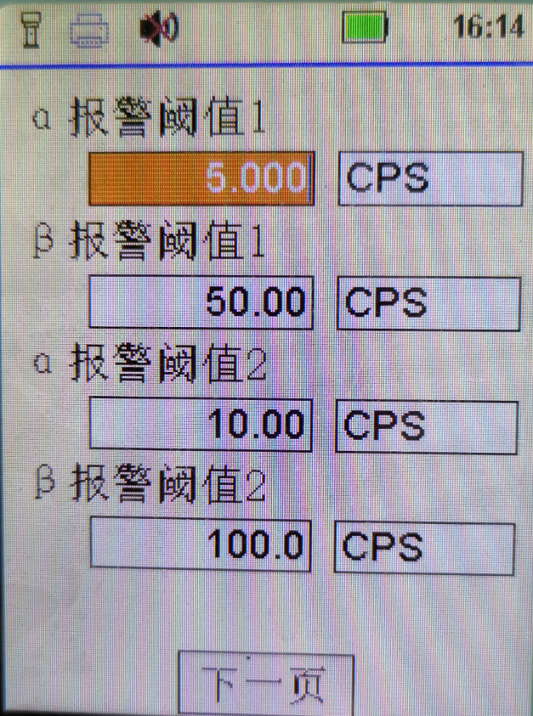 16:14
α 报警阈值1
5.000 CPS
β 报警阈值1
50.00 CPS
α 报警阈值2
10.00 CPS
β 报警阈值2
100.0 CPS
下一页